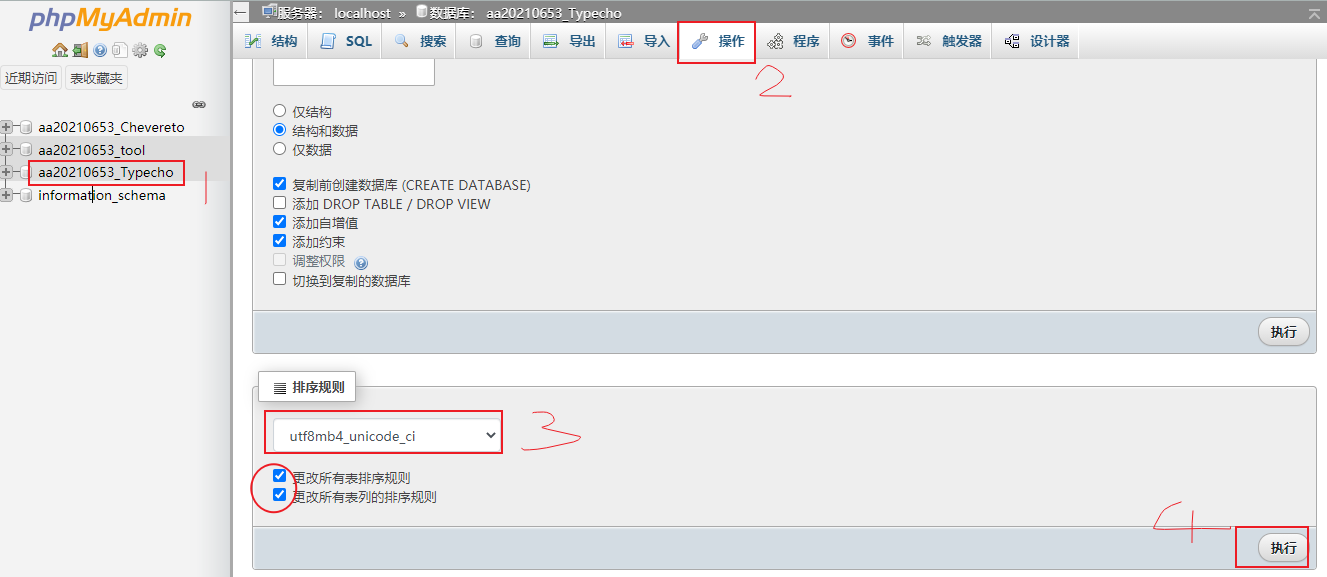 phpMyAdmin
近期访问 表收藏夹
aa20210653_Chevereto
aa20210653_tool
aa20210653_Typecho
information_schema
1
服务器: localhost » 数据库: aa20210653_Typecho
结构 SQL 搜索 查询 导出 导入 操作 程序 事件 触发器 设计器
2
仅结构
结构和数据
仅数据
复制前创建数据库 (CREATE DATABASE)
添加 DROP TABLE / DROP VIEW
添加自增值
添加约束
调整权限
切换到复制的数据库
执行
排序规则
utf8mb4_unicode_ci
3
更改所有表排序规则
更改所有表列的排序规则
4
执行